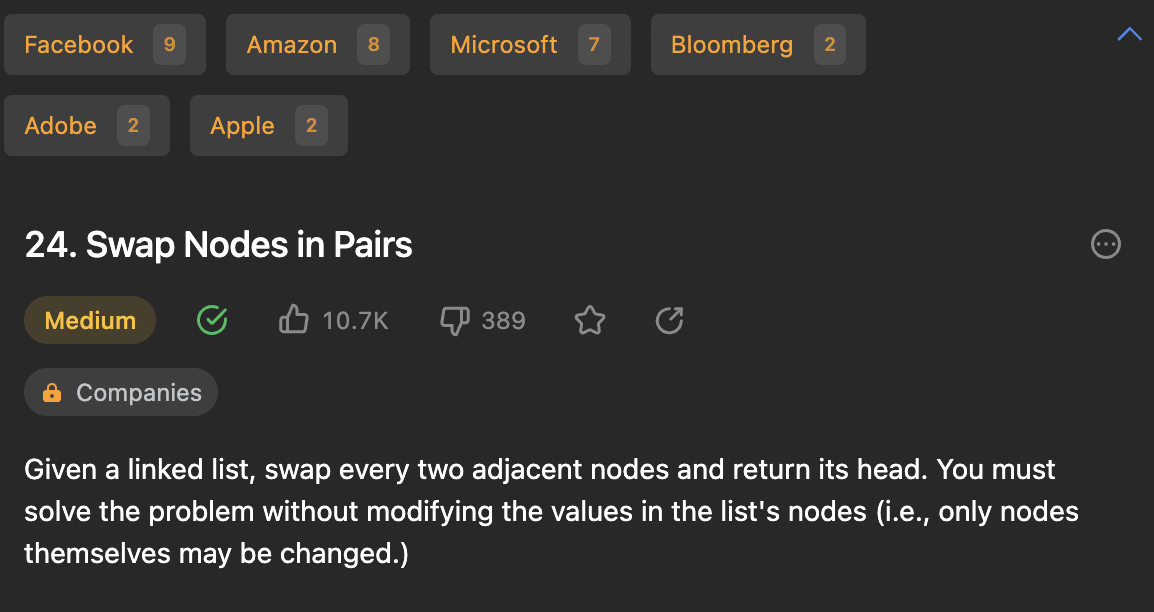 Facebook 9 Amazon 8 Microsoft 7 Bloomberg 2
Adobe 2 Apple 2
24. Swap Nodes in Pairs
Medium 10.7K 389
Companies
Given a linked list, swap every two adjacent nodes and return its head. You must
solve the problem without modifying the values in the list's nodes (i.e., only nodes
themselves may be changed.)